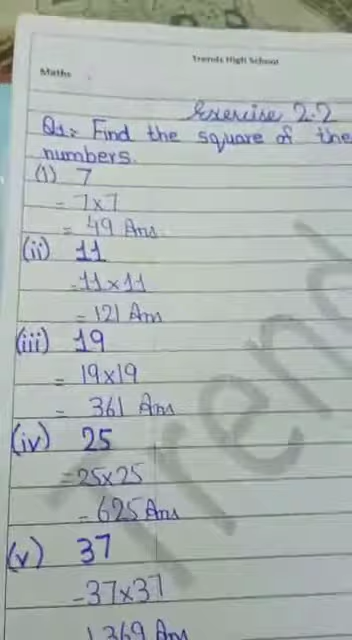 Trends High School
Maths
Exercise 2.2
Q1:- Find the square of the
numbers.
(i) 7
= 7x7
= 49 Ans
(ii) 11
=11x11
= 121 Ans
(iii) 19
= 19x19
= 361 Ans
(iv) 25
=25x25
= 625 Ans
(v) 37
-37x37
1369 Ans
Trend